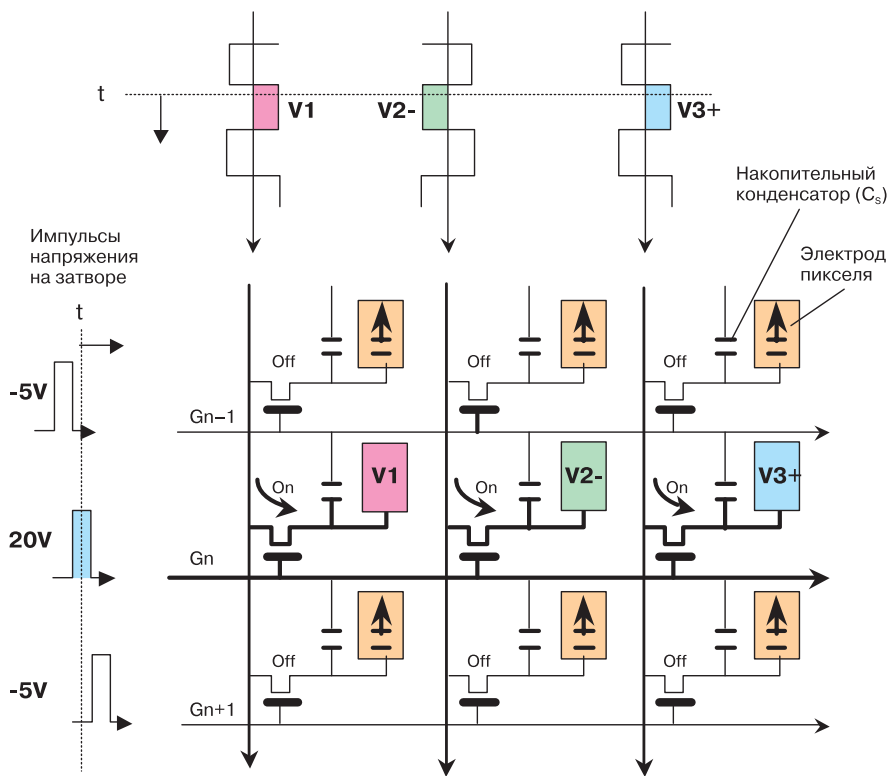 t
V1
V2-
V3+
Накопительный
конденсатор (Cs)
Импульсы
напряжения
на затворе
Электрод
пикселя
t
-5V
Off
Off
Off
Gn−1
V1
V2-
V3+
On
On
On
20V
Gn
-5V
Off
Off
Off
Gn+1